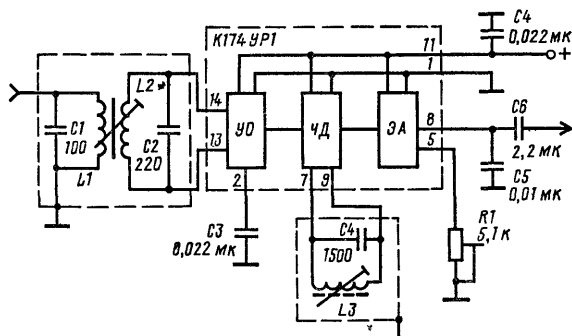 К174УР1
C4
0,022 мк
11
+
1
L2*
14
13
C1
100
C2
220
L1
УО
ЧД
ЭА
8
5
C6
2,2 мк
C5
0,01 мк
2
7
9
C3
0,022 мк
C4
1500
L3
R1
5,1 к